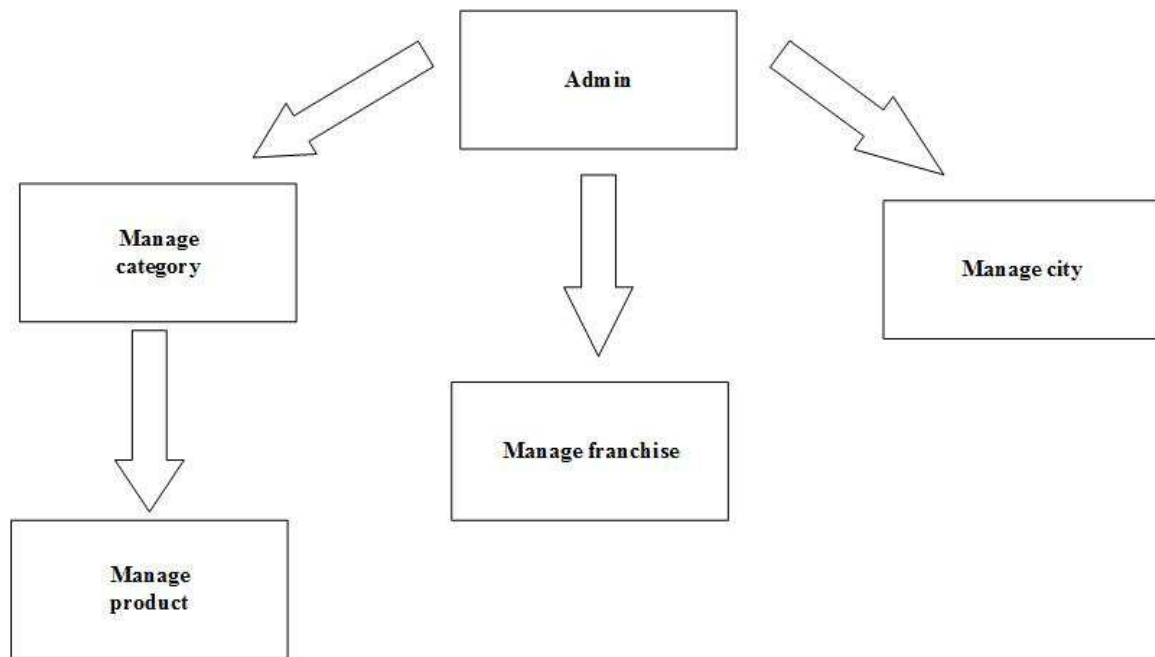 Admin
Manage
category
Manage city
Manage franchise
Manage
product